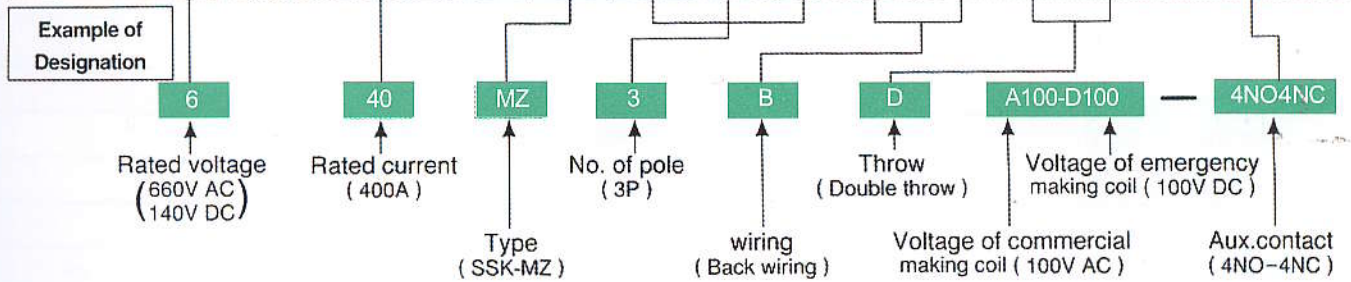 Example of
Designation
6 40 MZ 3 B D A100-D100 — 4NO4NC
Rated voltage
(660V AC
140V DC)
Rated current
( 400A )
No. of pole
( 3P )
Throw
( Double throw )
Voltage of emergency
making coil ( 100V DC )
Type
( SSK-MZ )
wiring
( Back wiring )
Voltage of commercial
making coil ( 100V AC )
Aux.contact
( 4NO−4NC )